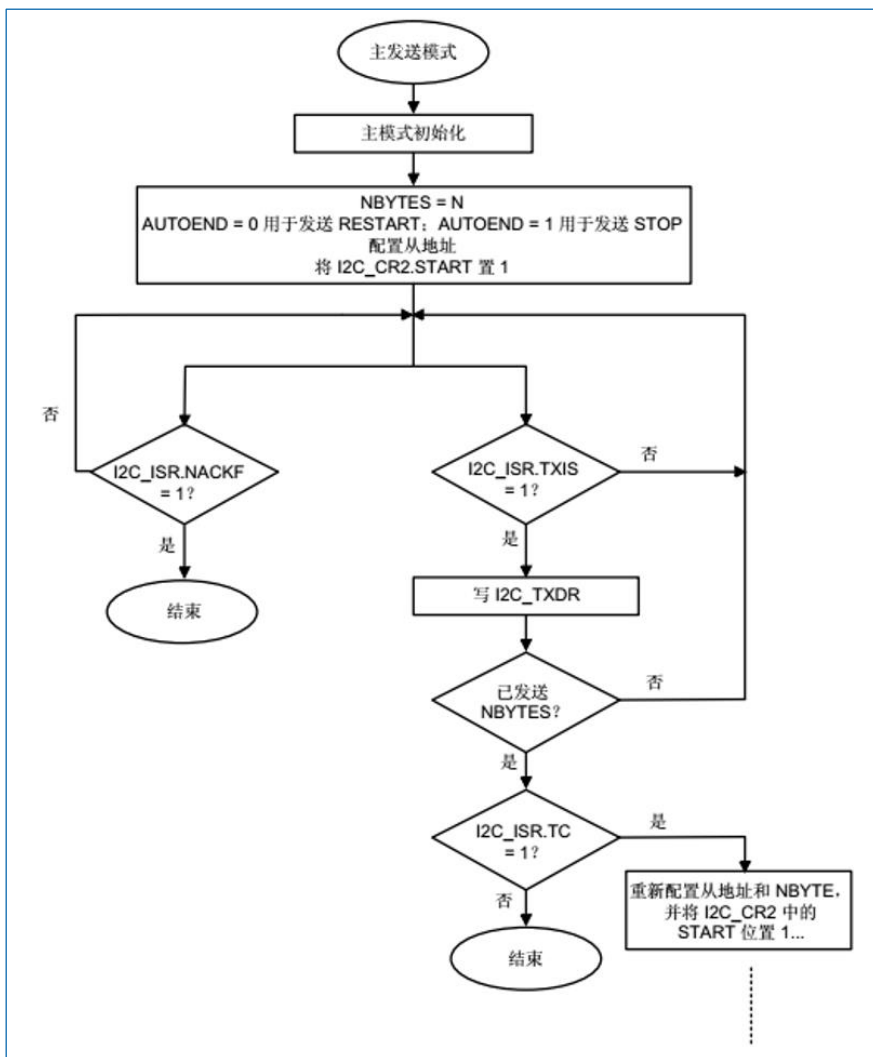 主发送模式
主模式初始化
NBYTES = N
AUTOEND = 0 用于发送 RESTART；AUTOEND = 1 用于发送 STOP
配置从地址
将 I2C_CR2.START 置 1
否
I2C_ISR.NACKF
= 1?
是
结束
I2C_ISR.TXIS
= 1?
否
是
写 I2C_TXDR
已发送
NBYTES?
否
是
I2C_ISR.TC
= 1?
是
否
结束
重新配置从地址和 NBYTE，
并将 I2C_CR2 中的
START 位置 1...